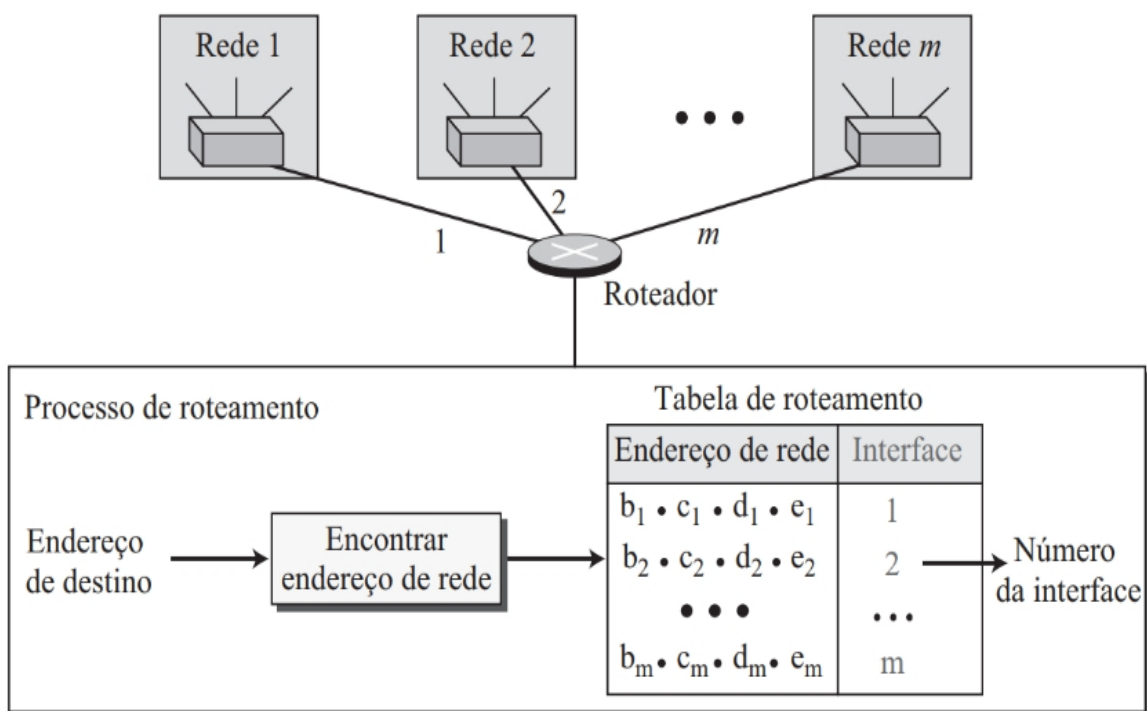 Rede 1
Rede 2
Rede m
1
2
m
Roteador
Processo de roteamento
Tabela de roteamento
Endereço de rede Interface
b₁ • c₁ • d₁ • e₁ 1
b₂ • c₂ • d₂ • e₂ 2
• • • • • •
bₘ • cₘ • dₘ • eₘ m
Endereço
de destino
Encontrar
endereço de rede
Número
da interface